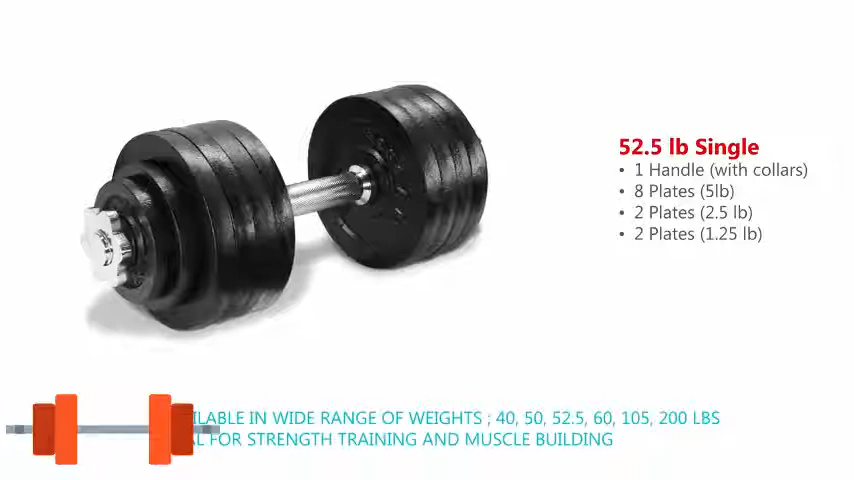 52.5 lb Single
• 1 Handle (with collars)
• 8 Plates (5lb)
• 2 Plates (2.5 lb)
• 2 Plates (1.25 lb)
IN WIDE RANGE OF WEIGHTS ; 40, 50, 52.5, 60, 105, 200 LBS
FOR STRENGTH TRAINING AND MUSCLE BUILDING